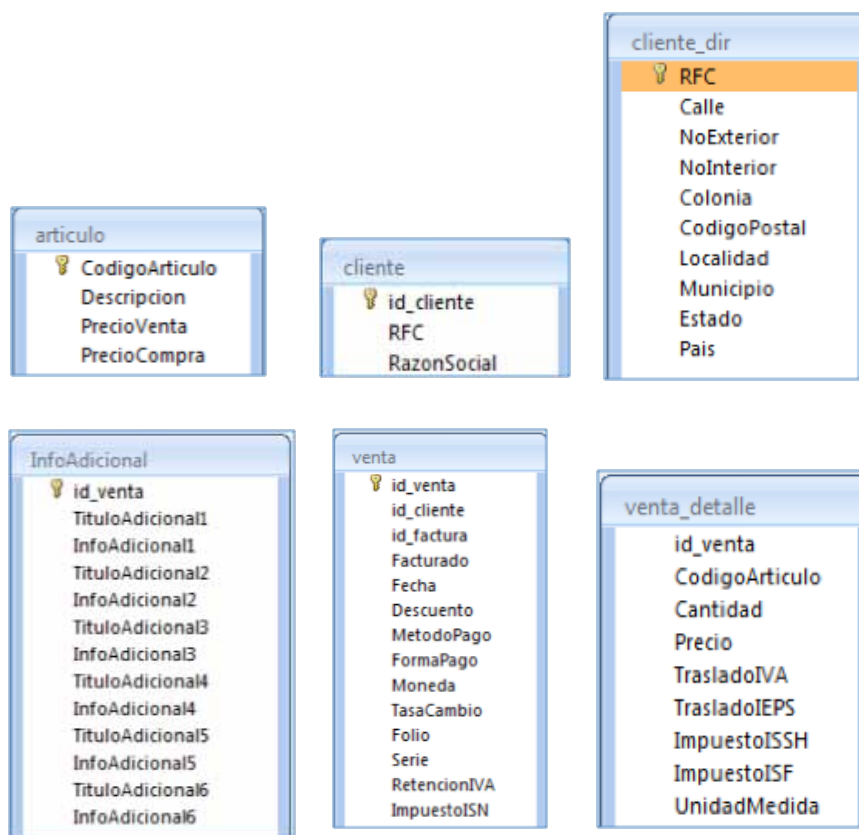 articulo
CodigoArticulo
Descripcion
PrecioVenta
PrecioCompra
cliente
id_cliente
RFC
RazonSocial
cliente_dir
RFC
Calle
NoExterior
NoInterior
Colonia
CodigoPostal
Localidad
Municipio
Estado
Pais
InfoAdicional
id_venta
TituloAdicional1
InfoAdicional1
TituloAdicional2
InfoAdicional2
TituloAdicional3
InfoAdicional3
TituloAdicional4
InfoAdicional4
TituloAdicional5
InfoAdicional5
TituloAdicional6
InfoAdicional6
venta
id_venta
id_cliente
id_factura
Facturado
Fecha
Descuento
MetodoPago
FormaPago
Moneda
TasaCambio
Folio
Serie
RetencionIVA
ImpuestoISN
venta_detalle
id_venta
CodigoArticulo
Cantidad
Precio
TrasladoIVA
TrasladoIEPS
ImpuestoISSH
ImpuestoISF
UnidadMedida